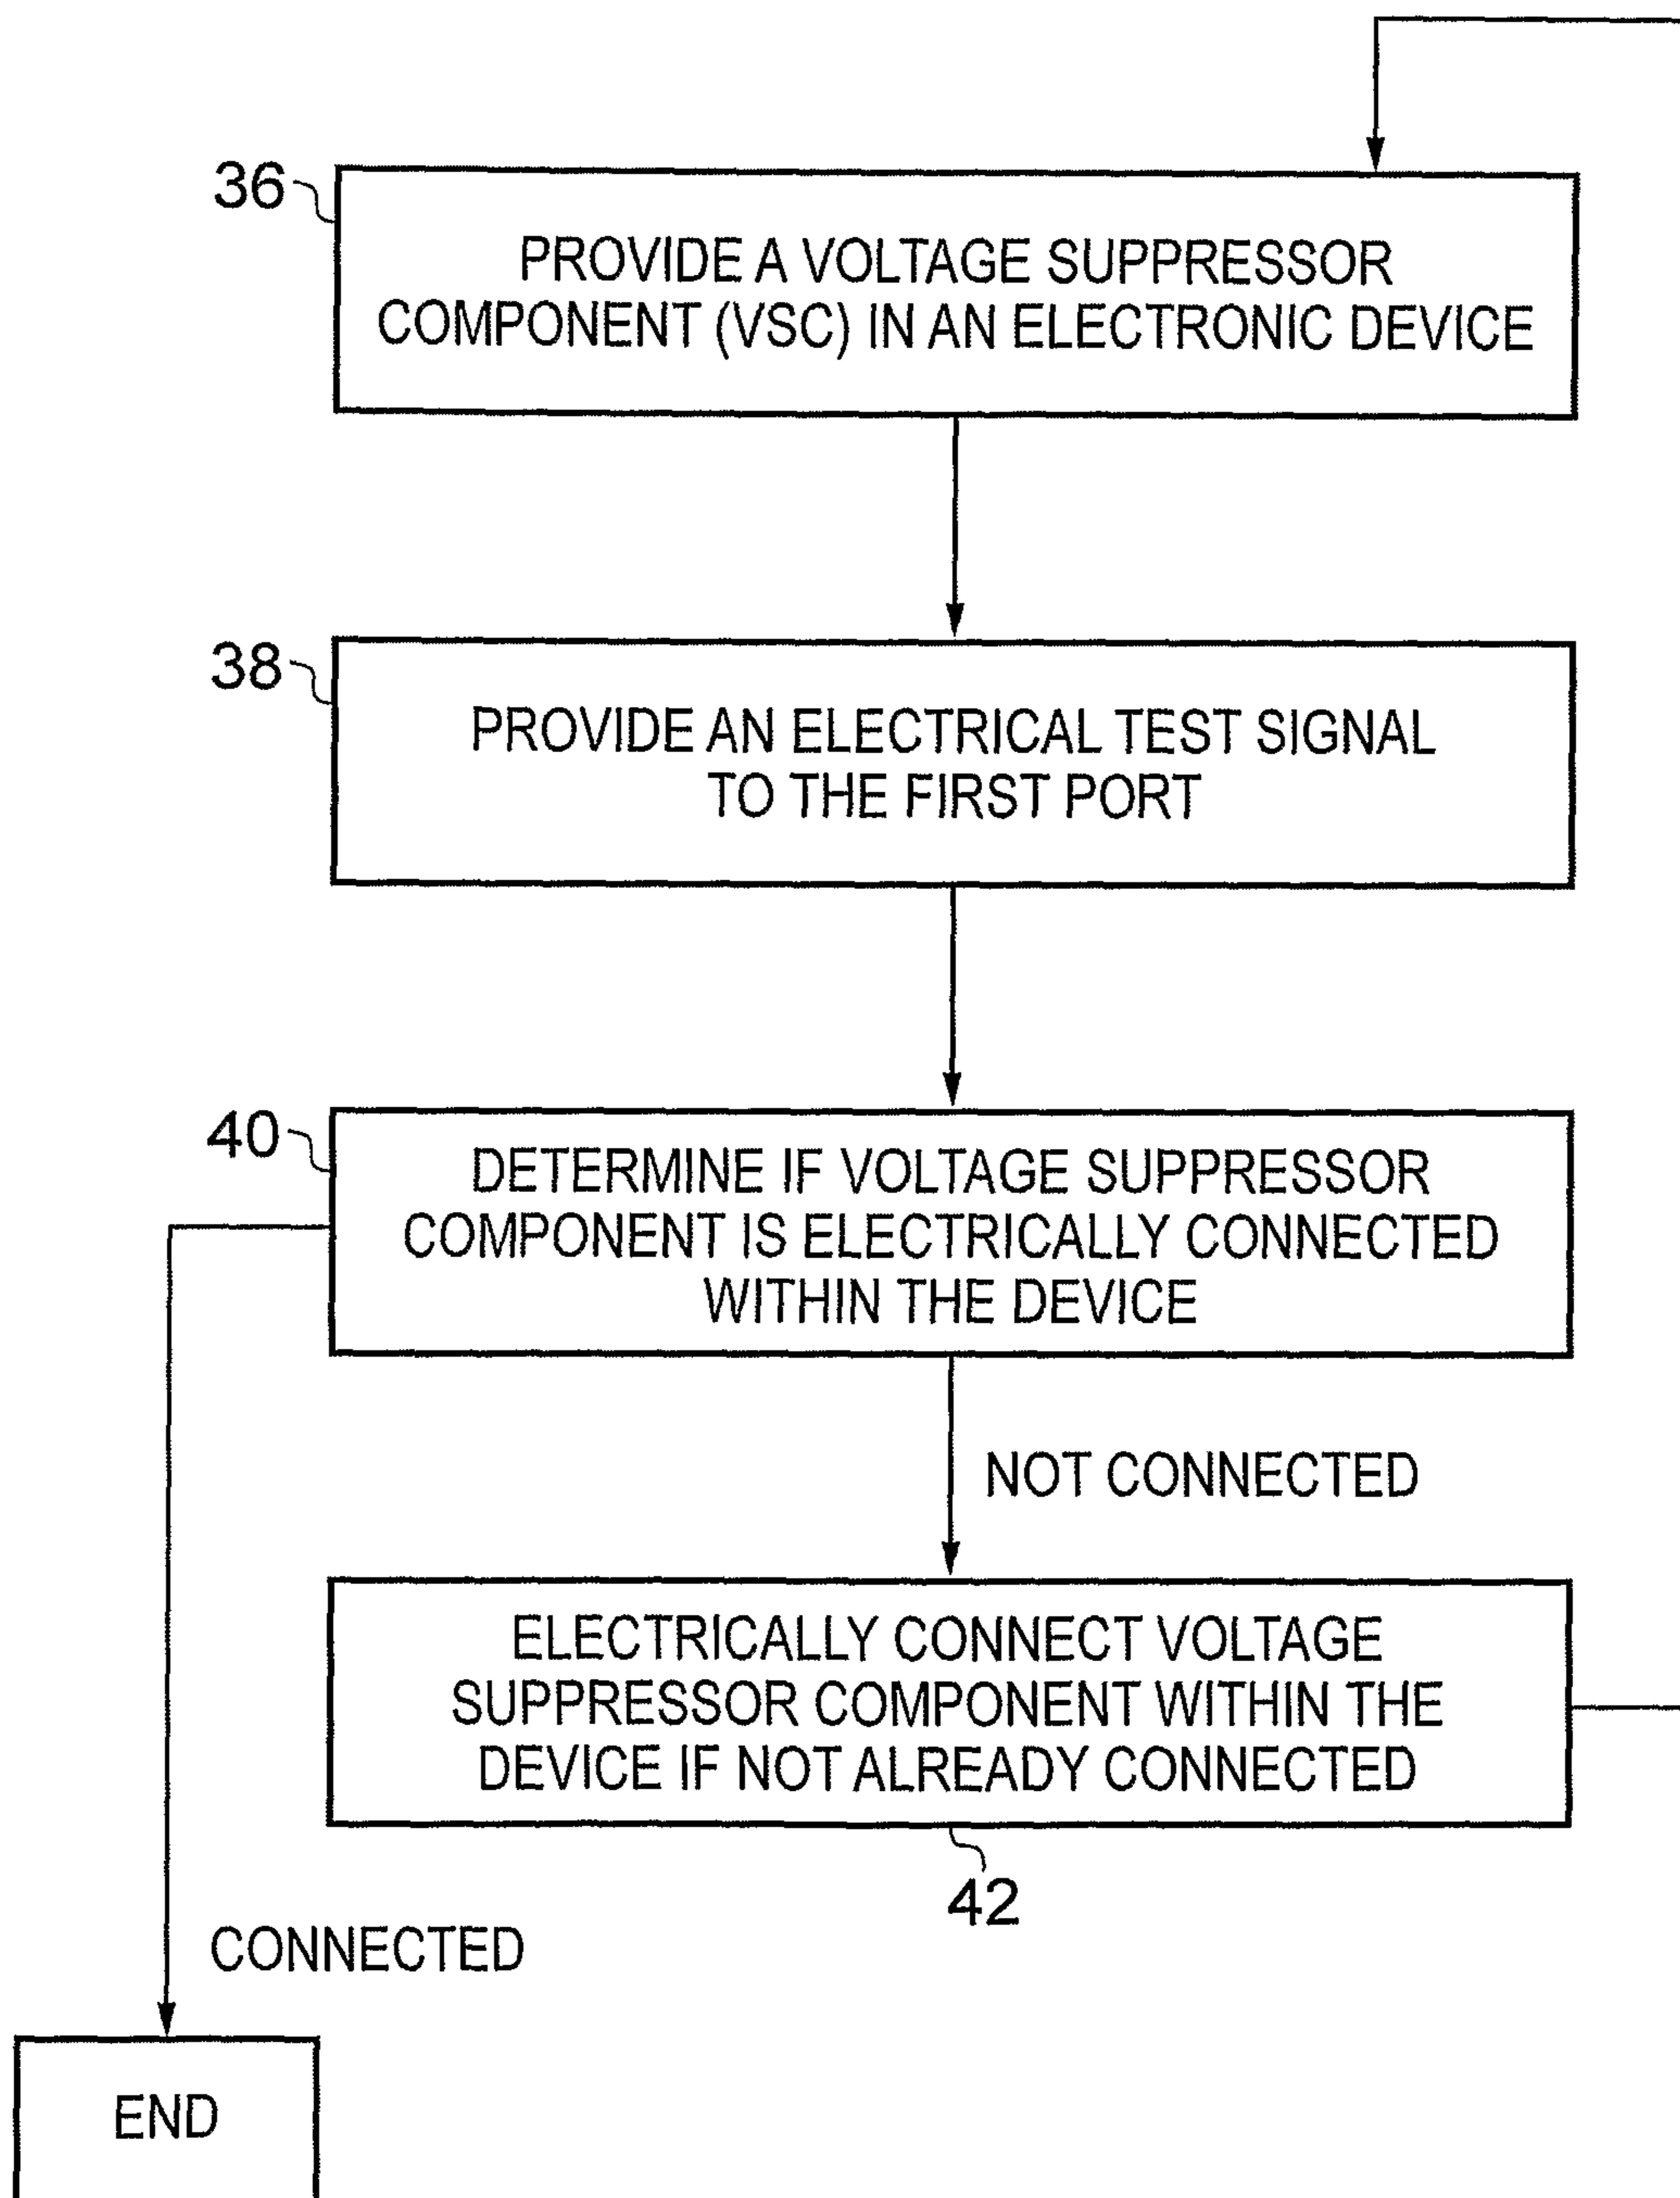 36
PROVIDE A VOLTAGE SUPPRESSOR
COMPONENT (VSC) IN AN ELECTRONIC DEVICE
38
PROVIDE AN ELECTRICAL TEST SIGNAL
TO THE FIRST PORT
40
DETERMINE IF VOLTAGE SUPPRESSOR
COMPONENT IS ELECTRICALLY CONNECTED
WITHIN THE DEVICE
NOT CONNECTED
ELECTRICALLY CONNECT VOLTAGE
SUPPRESSOR COMPONENT WITHIN THE
DEVICE IF NOT ALREADY CONNECTED
42
CONNECTED
END